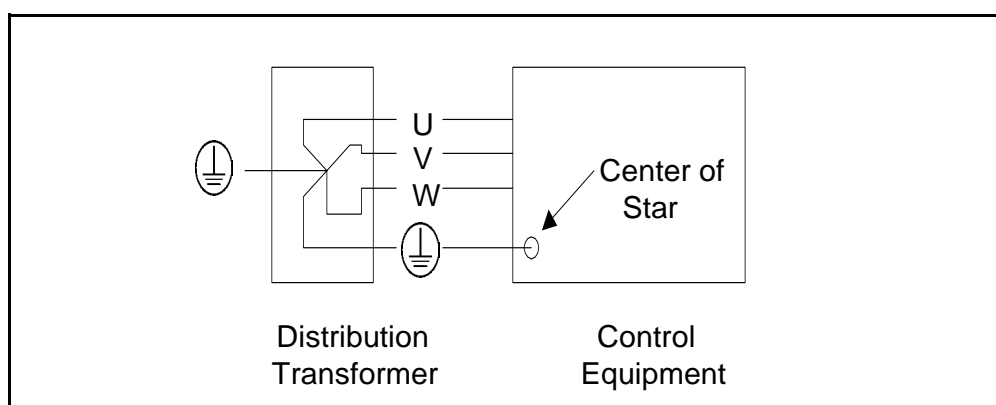 U
V
W
Center of
Star
Distribution
Transformer
Control
Equipment